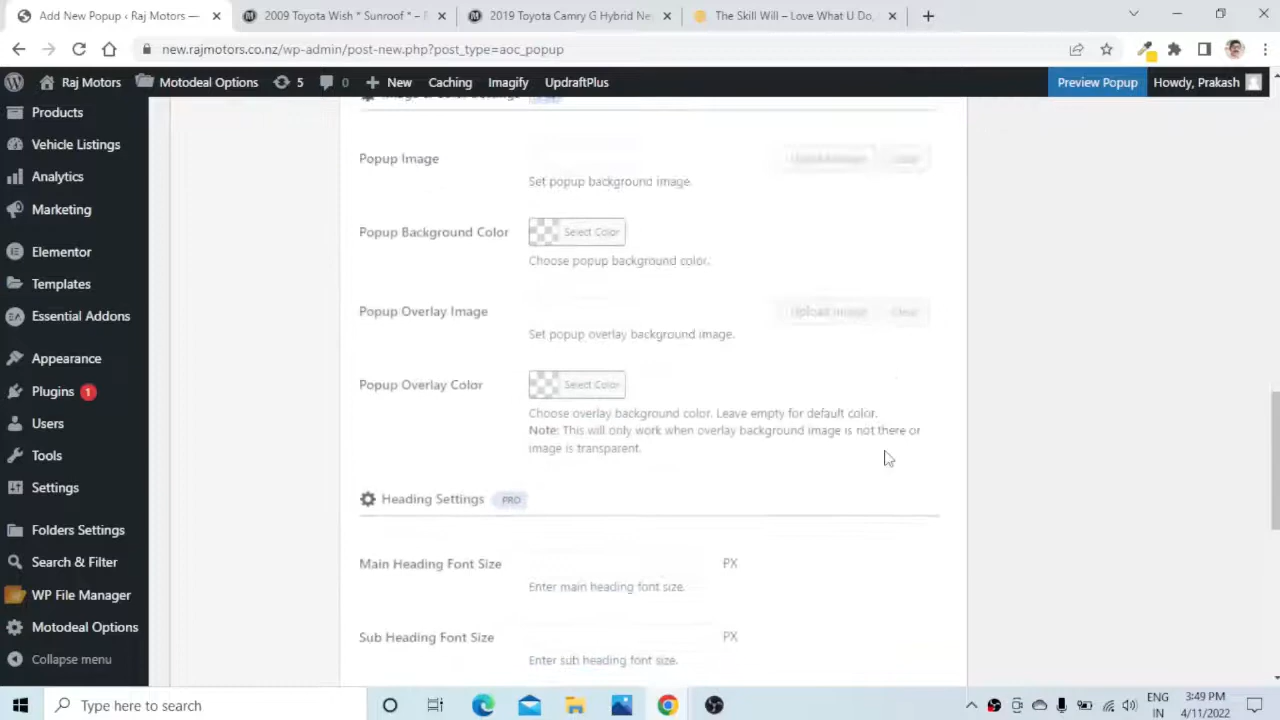 Add New Popup ‹ Raj Motors —
2009 Toyota Wish * Sunroof * – F
2019 Toyota Camry G Hybrid Ne
The Skill Will – Love What U Do,
new.rajmotors.co.nz/wp-admin/post-new.php?post_type=aoc_popup
Raj Motors
Motodeal Options
5
0
New
Caching
Imagify
UpdraftPlus
Preview Popup
Howdy, Prakash
Products
Vehicle Listings
Analytics
Marketing
Elementor
Templates
Essential Addons
Appearance
Plugins 1
Users
Tools
Settings
Folders Settings
Search & Filter
WP File Manager
Motodeal Options
Collapse menu
Popup Image
Set popup background image.
Popup Background Color
Select Color
Choose popup background color.
Popup Overlay Image
Upload Image
Clear
Set popup overlay background image.
Popup Overlay Color
Select Color
Choose overlay background color. Leave empty for default color.
Note: This will only work when overlay background image is not there or
image is transparent.
Heading Settings PRO
Main Heading Font Size
PX
Enter main heading font size.
Sub Heading Font Size
PX
Enter sub heading font size.
Type here to search
ENG
IN
3:49 PM
4/11/2022